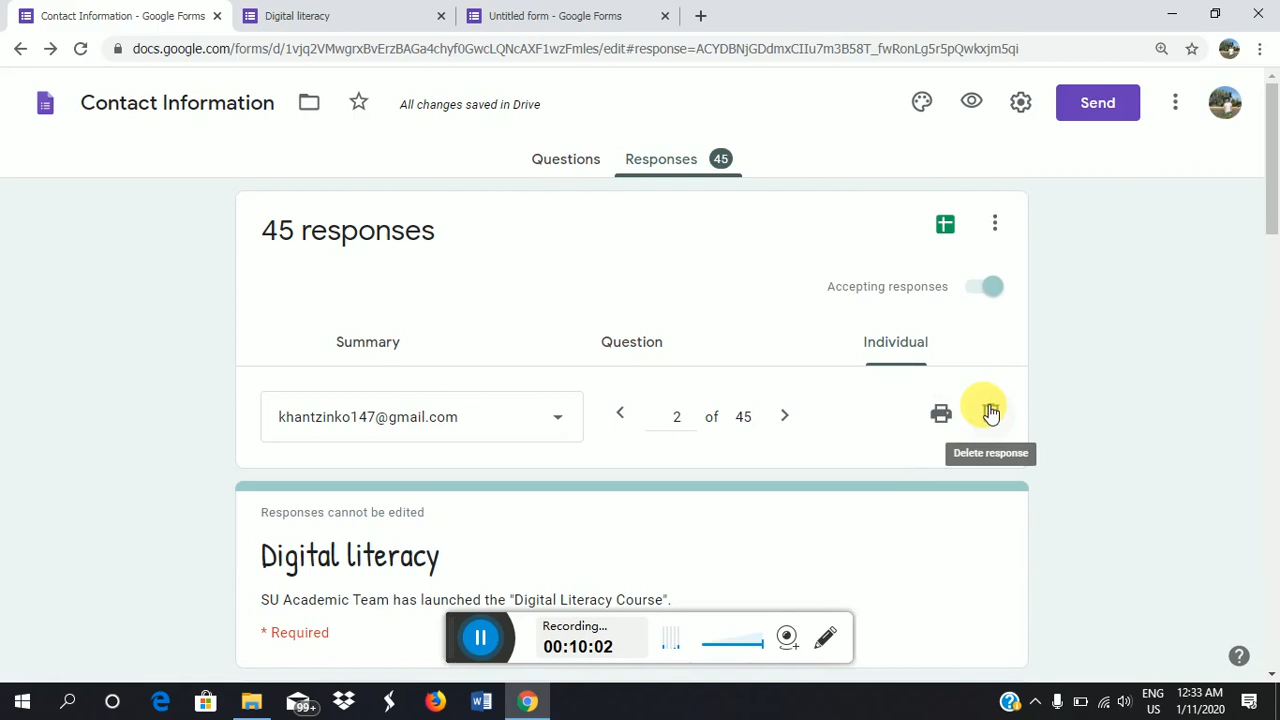 Contact Information - Google Forms
Digital literacy
Untitled form - Google Forms
docs.google.com/forms/d/1vjq2VMwgrxBvErzBAGa4chyf0GwcLQNcAXF1wzFmles/edit#response=ACYDBNjGDdmxCIIu7m3B58T_fwRonLg5r5pQwkxjm5qi
Contact Information
All changes saved in Drive
Send
Questions
Responses 45
45 responses
Accepting responses
Summary
Question
Individual
khantzinko147@gmail.com
2 of 45
Delete response
Responses cannot be edited
Digital literacy
SU Academic Team has launched the "Digital Literacy Course".
* Required
Recording...
00:10:02
99+
ENG
US
12:33 AM
1/11/2020